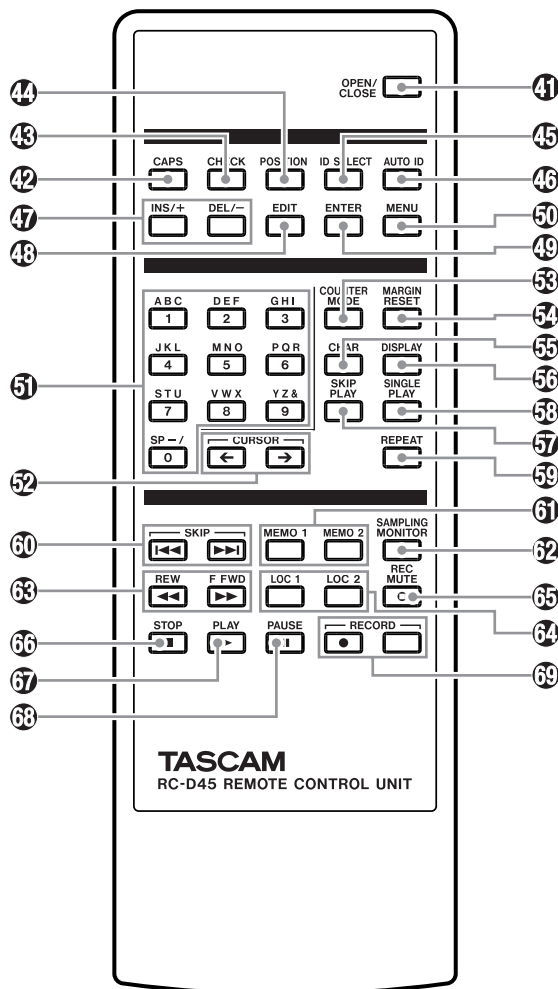 OPEN/
CLOSE
41
44
43
45
CAPS CHECK POSITION ID SELECT AUTO ID
42
46
INS/+ DEL/− EDIT ENTER MENU
47
50
48
49
COUNTER
MODE
MARGIN
RESET
53
54
ABC DEF GHI
1 2 3
CHAR DISPLAY
55
JKL MNO PQR
4 5 6
56
51
SKIP
PLAY
SINGLE
PLAY
STU VWX YZ&
7 8 9
58
57
SP − / CURSOR REPEAT
0 ← →
59
52
61
SKIP MEMO 1 MEMO 2 SAMPLING
MONITOR
60
62
REW F FWD LOC 1 LOC 2 REC
MUTE
63
65
STOP PLAY PAUSE RECORD
64
66
67
69
68
TASCAM
RC-D45 REMOTE CONTROL UNIT